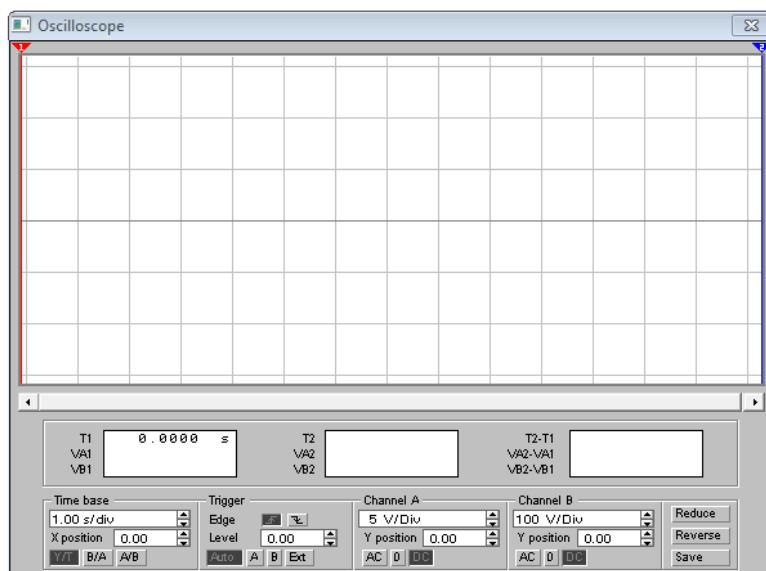 Oscilloscope
1 2
T1 0.0000 s T2 T2-T1
VA1 VA2 VA2-VA1
VB1 VB2 VB2-VB1
Time base Trigger Channel A Channel B
1.00 s/div Edge 5 V/Div 100 V/Div Reduce
X position 0.00 Level 0.00 Y position 0.00 Y position 0.00 Reverse
Y/T B/A A/B Auto A B Ext AC 0 DC AC 0 DC Save